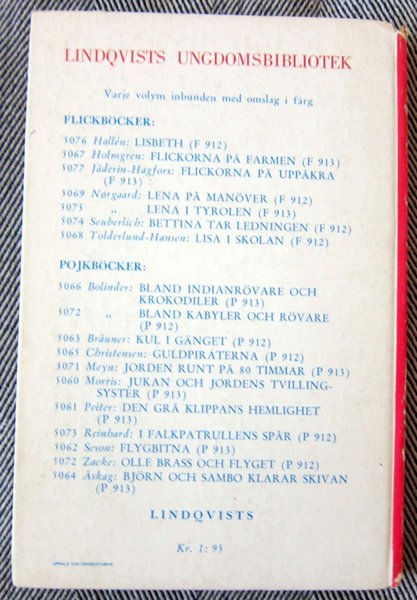 LINDQVISTS UNGDOMSBIBLIOTEK
Varje volym inbunden med omslag i färg
FLICKBÖCKER:
5076 Hallén: LISBETH (F 912)
5067 Holmgren: FLICKORNA PÅ FARMEN (F 913)
5077 Jäderin-Hagfors: FLICKORNA PÅ UPPÅKRA
(F 913)
5069 Nørgaard: LENA PÅ MANÖVER (F 912)
5075 „ LENA I TYROLEN (F 913)
5074 Seuberlich: BETTINA TAR LEDNINGEN (F 912)
5068 Tolderlund-Hansen: LISA I SKOLAN (F 912)
POJKBÖCKER:
5066 Bolinder: BLAND INDIANRÖVARE OCH
KROKODILER (P 913)
5072 „ BLAND KABYLER OCH RÖVARE
(P 912)
5063 Bräuner: KUL I GÄNGET (P 912)
5065 Christensen: GULDPIRATERNA (P 912)
5071 Meyn: JORDEN RUNT PÅ 80 TIMMAR (P 913)
5060 Morris: JUKAN OCH JORDENS TVILLING-
SYSTER (P 913)
5061 Peiter: DEN GRÅ KLIPPANS HEMLIGHET
(P 913)
5073 Reinhard: I FALKPATRULLENS SPÅR (P 912)
5062 Seson: FLYGBITNA (P 913)
5072 Zacke: OLLE BRASS OCH FLYGET (P 912)
5064 Åskag: BJÖRN OCH SAMBO KLARAR SKIVAN
(P 913)
LINDQVISTS
Kr. 1: 95